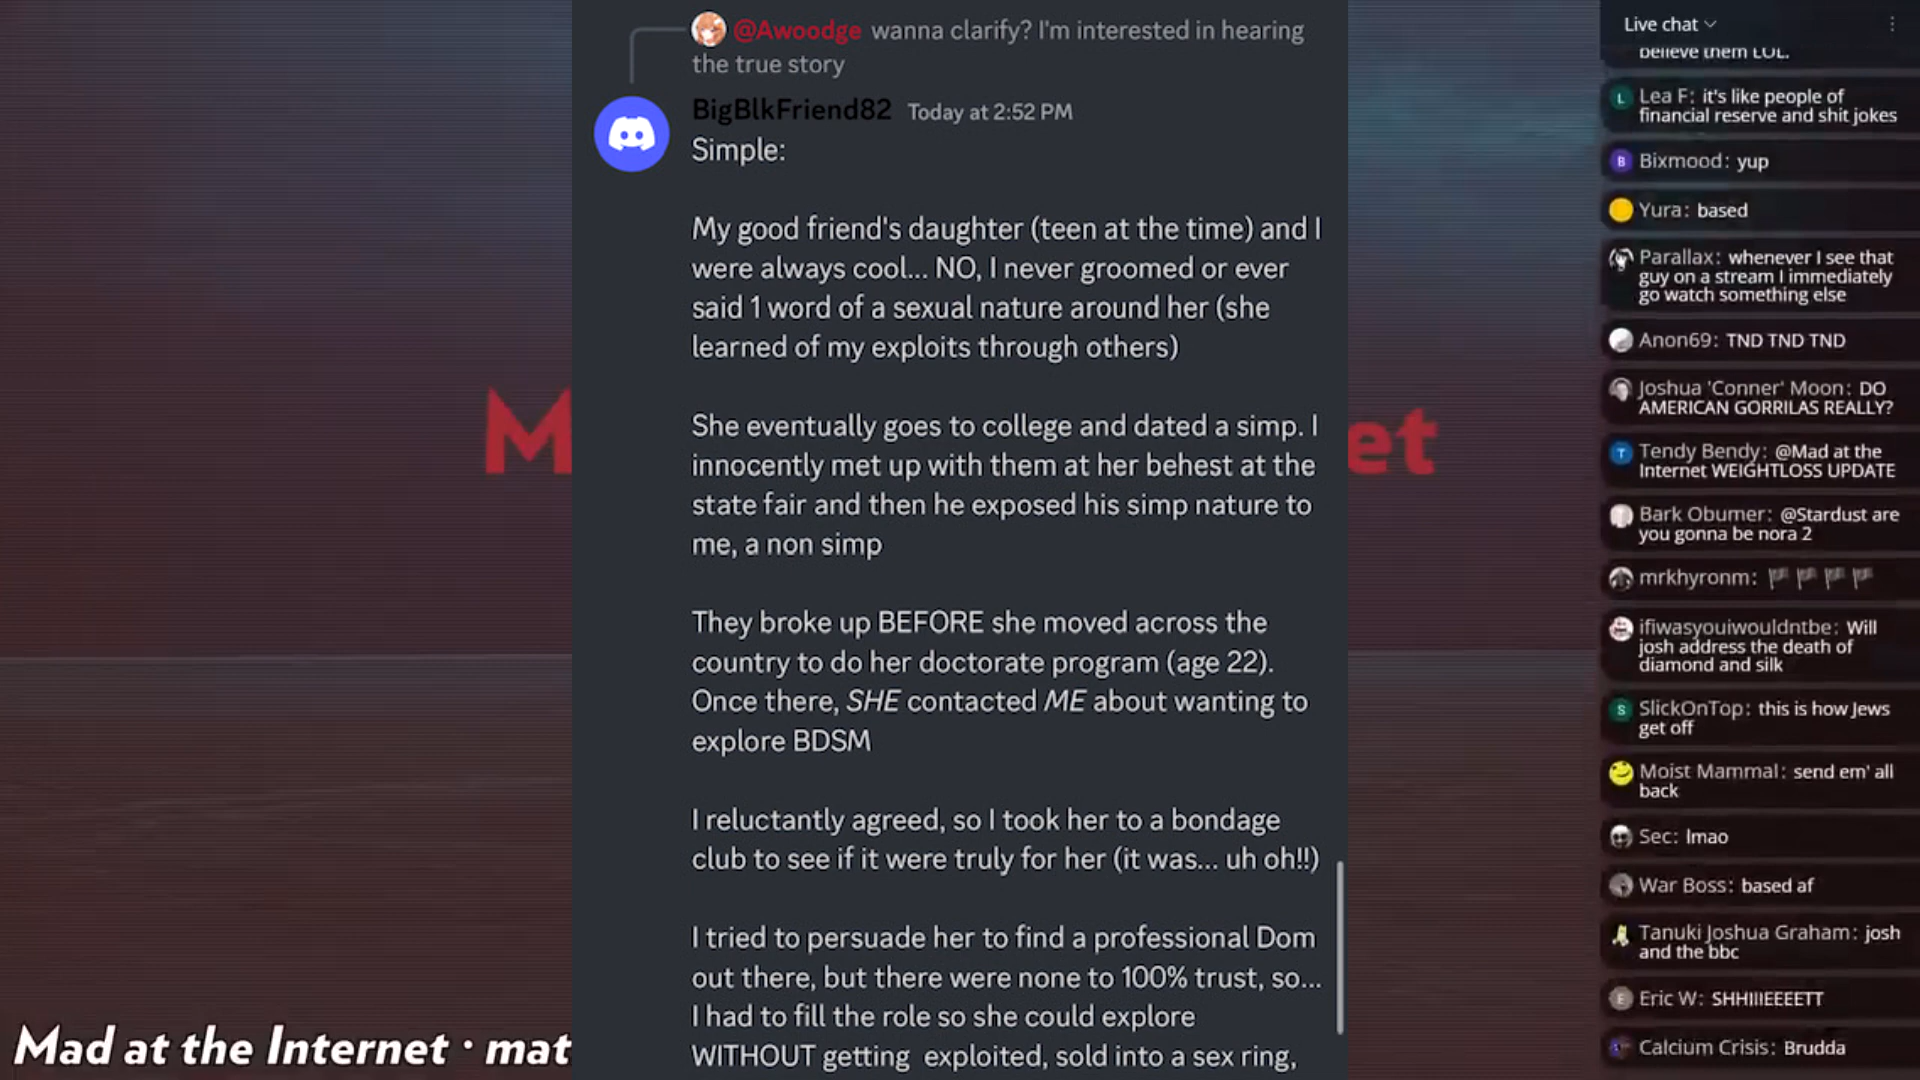 @Awoodge wanna clarify? I'm interested in hearing
the true story
BigBlkFriend82 Today at 2:52 PM
Simple:
My good friend's daughter (teen at the time) and I
were always cool... NO, I never groomed or ever
said 1 word of a sexual nature around her (she
learned of my exploits through others)
She eventually goes to college and dated a simp. I
innocently met up with them at her behest at the
state fair and then he exposed his simp nature to
me, a non simp
They broke up BEFORE she moved across the
country to do her doctorate program (age 22).
Once there, SHE contacted ME about wanting to
explore BDSM
I reluctantly agreed, so I took her to a bondage
club to see if it were truly for her (it was... uh oh!!)
I tried to persuade her to find a professional Dom
out there, but there were none to 100% trust, so...
I had to fill the role so she could explore
WITHOUT getting exploited, sold into a sex ring,
M
et
Mad at the Internet · mat
Live chat
believe them LOL.
L Lea F: it's like people of
financial reserve and shit jokes
B Bixmood: yup
Yura: based
Parallax: whenever I see that
guy on a stream I immediately
go watch something else
Anon69: TND TND TND
Joshua 'Conner' Moon: DO
AMERICAN GORRILAS REALLY?
T Tendy Bendy: @Mad at the
Internet WEIGHTLOSS UPDATE
Bark Obumer: @Stardust are
you gonna be nora 2
mrkhyronm:
ifiwasyouiwouldntbe: Will
josh address the death of
diamond and silk
S SlickOnTop: this is how Jews
get off
Moist Mammal: send em' all
back
Sec: lmao
War Boss: based af
Tanuki Joshua Graham: josh
and the bbc
E Eric W: SHHIIIEEEETT
Calcium Crisis: Brudda